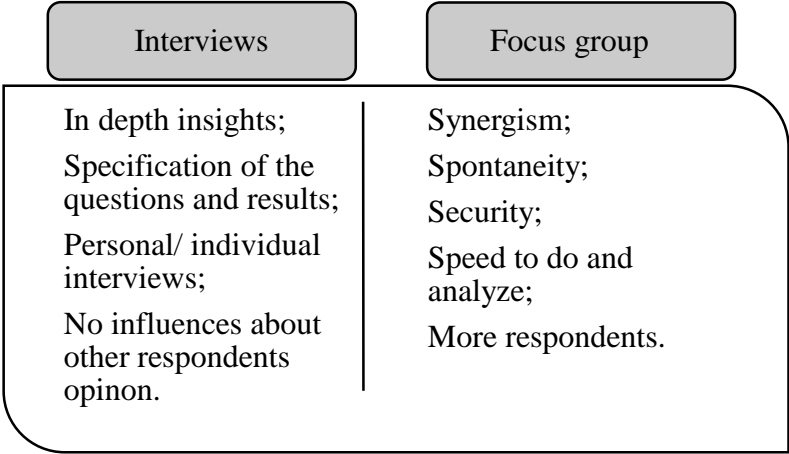 Interviews
Focus group
In depth insights;
Specification of the
questions and results;
Personal/ individual
interviews;
No influences about
other respondents
opinon.
Synergism;
Spontaneity;
Security;
Speed to do and
analyze;
More respondents.